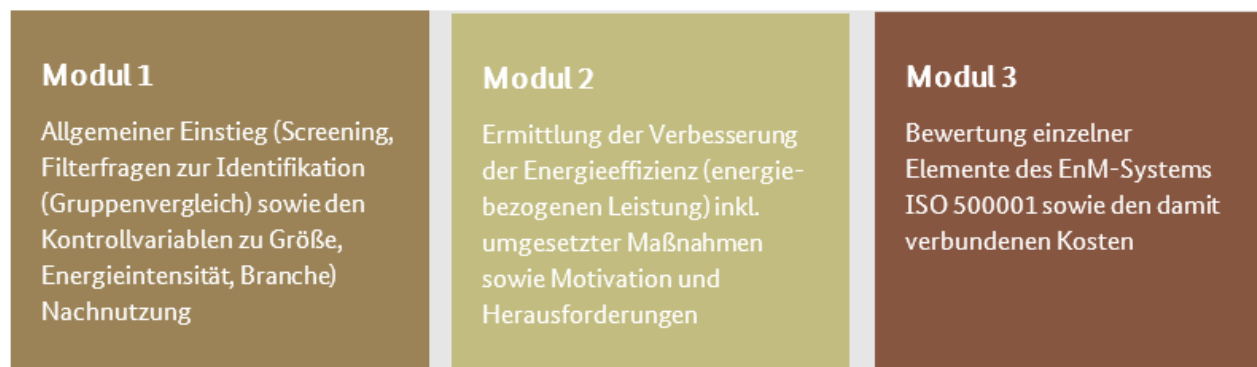 Modul 1
Allgemeiner Einstieg (Screening,
Filterfragen zur Identifikation
(Gruppenvergleich) sowie den
Kontrollvariablen zu Größe,
Energieintensität, Branche)
Nachnutzung
Modul 2
Ermittlung der Verbesserung
der Energieeffizienz (energie-
bezogenen Leistung) inkl.
umgesetzter Maßnahmen
sowie Motivation und
Herausforderungen
Modul 3
Bewertung einzelner
Elemente des EnM-Systems
ISO 500001 sowie den damit
verbundenen Kosten